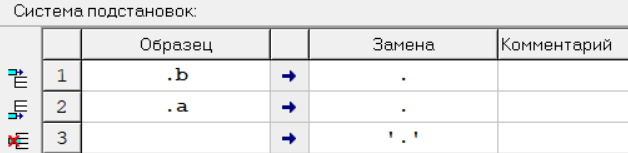 Система подстановок:
Образец Замена Комментарий
1 .b → .
2 .a → .
3 → '.'